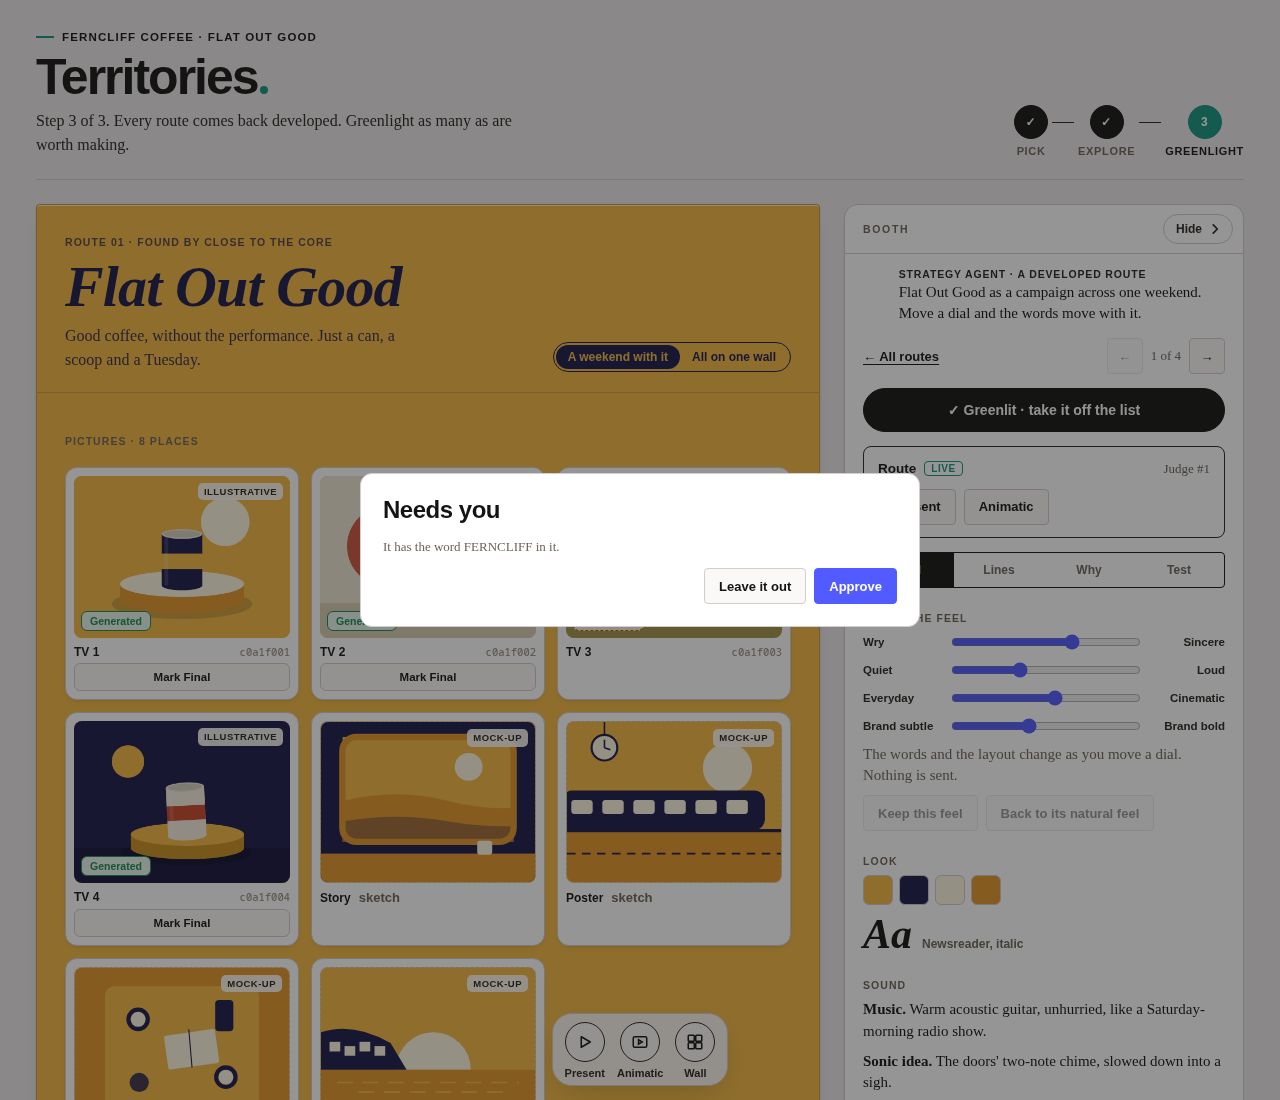 FERNCLIFF COFFEE · FLAT OUT GOOD
Territories.
Step 3 of 3. Every route comes back developed. Greenlight as many as are
worth making.
✓
✓
3
PICK
EXPLORE
GREENLIGHT
ROUTE 01 · FOUND BY CLOSE TO THE CORE
Flat Out Good
Good coffee, without the performance. Just a can, a
scoop and a Tuesday.
A weekend with it
All on one wall
PICTURES · 8 PLACES
ILLUSTRATIVE
Generated
TV 1
c0a1f001
Mark Final
TV 2
c0a1f002
Mark Final
TV 3
c0a1f003
ILLUSTRATIVE
Generated
TV 4
c0a1f004
Mark Final
MOCK-UP
Story sketch
MOCK-UP
Poster sketch
MOCK-UP
MOCK-UP
Needs you
It has the word FERNCLIFF in it.
Leave it out
Approve
Present
Animatic
Wall
BOOTH
Hide
STRATEGY AGENT · A DEVELOPED ROUTE
Flat Out Good as a campaign across one weekend.
Move a dial and the words move with it.
← All routes
←
1 of 4
→
✓ Greenlit · take it off the list
Route
LIVE
Judge #1
Animatic
Lines
Why
Test
Wry
Sincere
Quiet
Loud
Everyday
Cinematic
Brand subtle
Brand bold
The words and the layout change as you move a dial.
Nothing is sent.
Keep this feel
Back to its natural feel
LOOK
Aa
Newsreader, italic
SOUND
Music. Warm acoustic guitar, unhurried, like a Saturday-
morning radio show.
Sonic idea. The doors' two-note chime, slowed down into a
sigh.